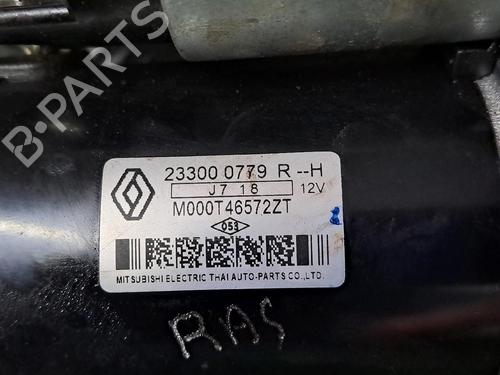 B-PARTS
23300 0779 R --H
J7 18 12V
M000T46572ZT
053
MITSUBISHI ELECTRIC THAI AUTO-PARTS CO.,LTD.
RAS